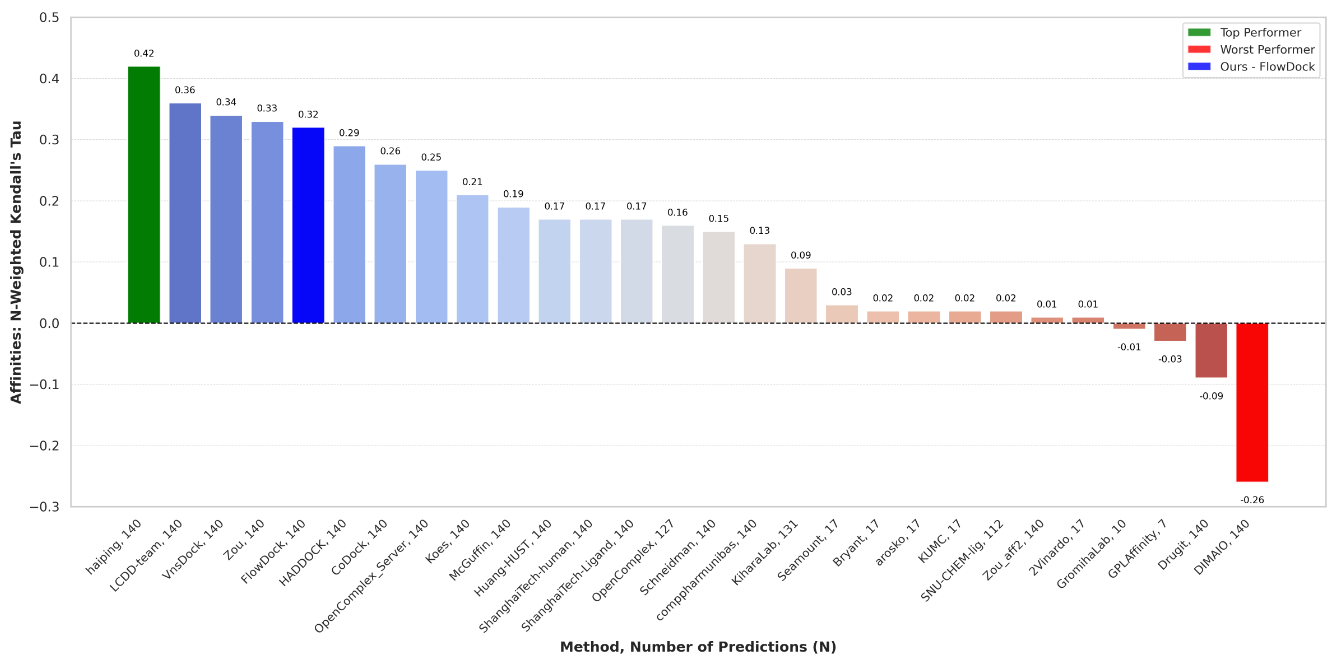 Affinities: N-Weighted Kendall's Tau
0.5
0.4
0.3
0.2
0.1
0.0
−0.1
−0.2
−0.3
0.42
0.36
0.34
0.33
0.32
0.29
0.26
0.25
0.21
0.19
0.17
0.17
0.17
0.16
0.15
0.13
0.09
0.03
0.02
0.02
0.02
0.02
0.01
0.01
-0.01
-0.03
-0.09
-0.26
Top Performer
Worst Performer
Ours - FlowDock
haiping, 140
LCDD-team, 140
VnsDock, 140
Zou, 140
FlowDock, 140
HADDOCK, 140
CoDock, 140
OpenComplex_Server, 140
Koes, 140
McGuffin, 140
Huang-HUST, 140
ShanghaiTech-human, 140
ShanghaiTech-Ligand, 140
OpenComplex, 127
Schneidman, 140
comppharmunibas, 140
KiharaLab, 131
Seamount, 17
Bryant, 17
arosko, 17
KUMC, 17
SNU-CHEM-lig, 112
Zou_aff2, 140
2Vinardo, 17
GromihaLab, 10
GPLAffinity, 7
Drugit, 140
DIMAIO, 140
Method, Number of Predictions (N)